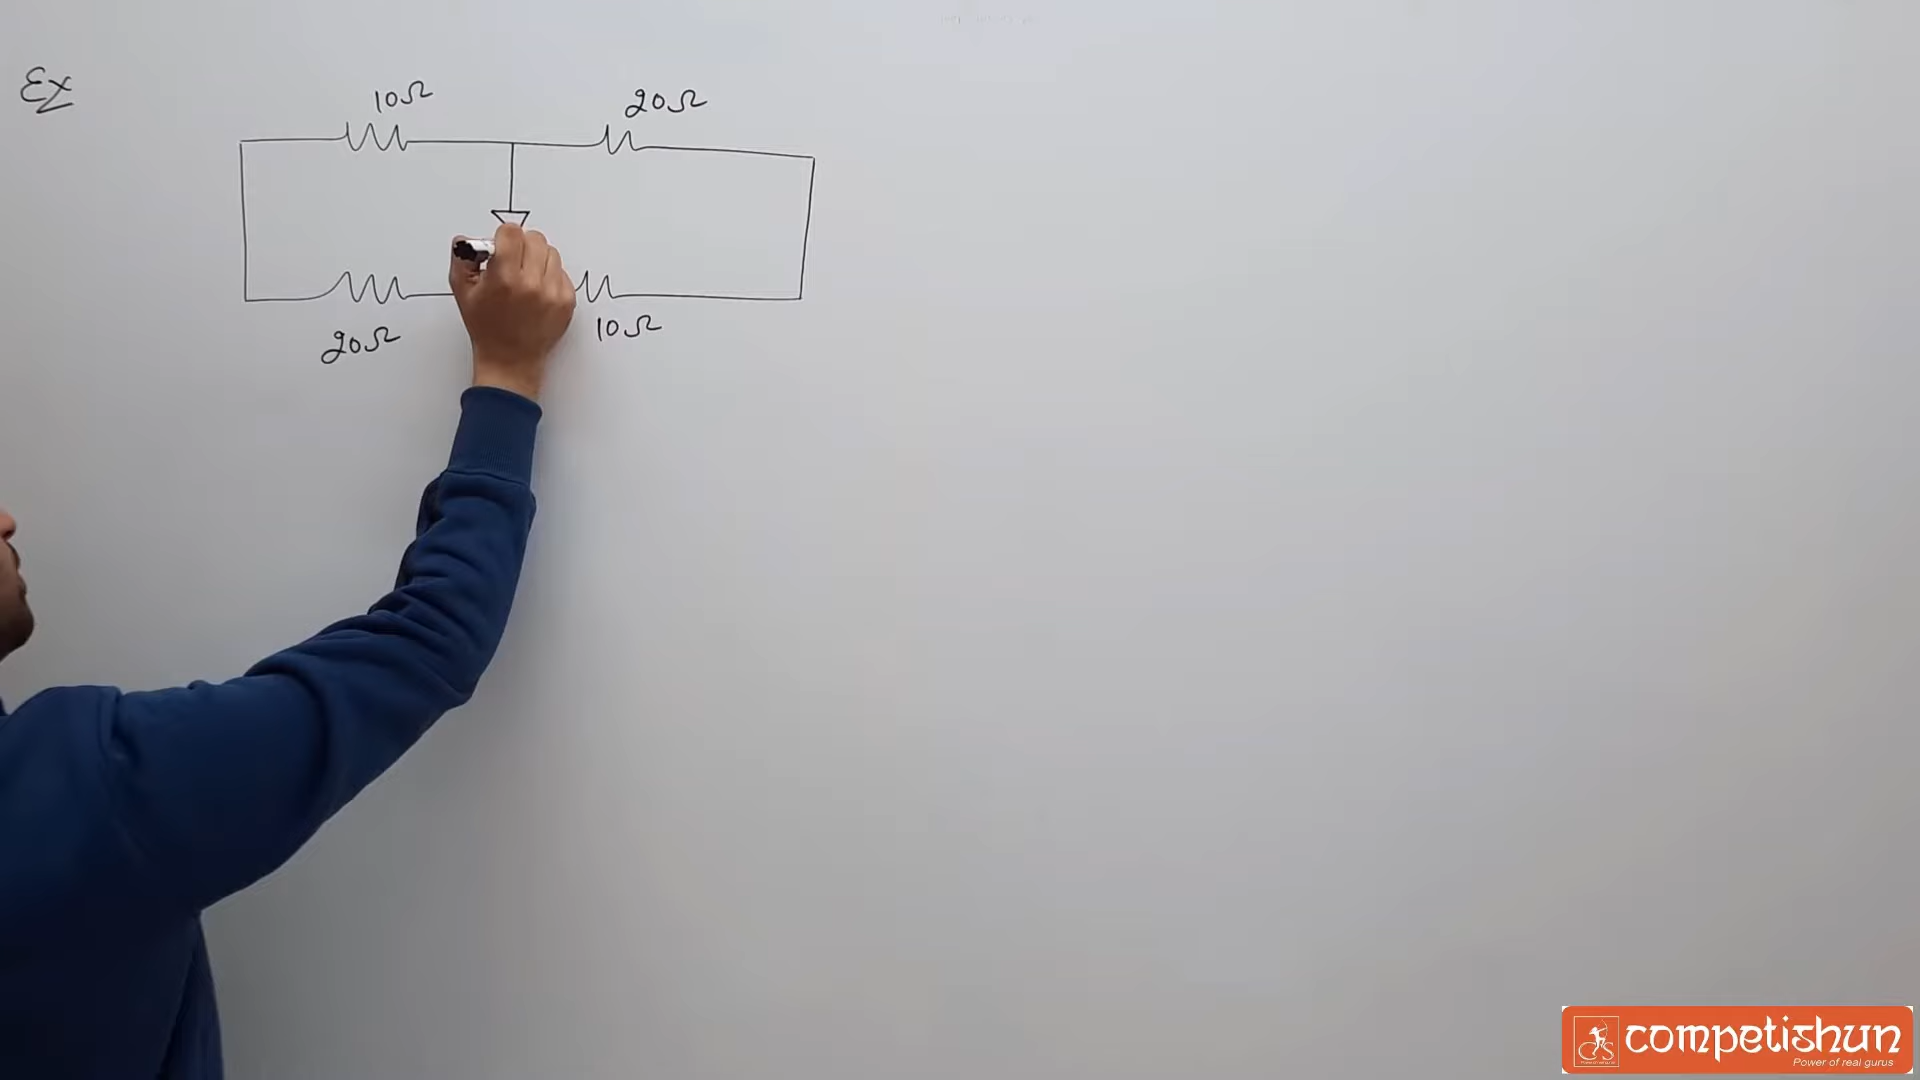 Ex
10Ω
20Ω
20Ω
10Ω
competishun
Power of real gurus